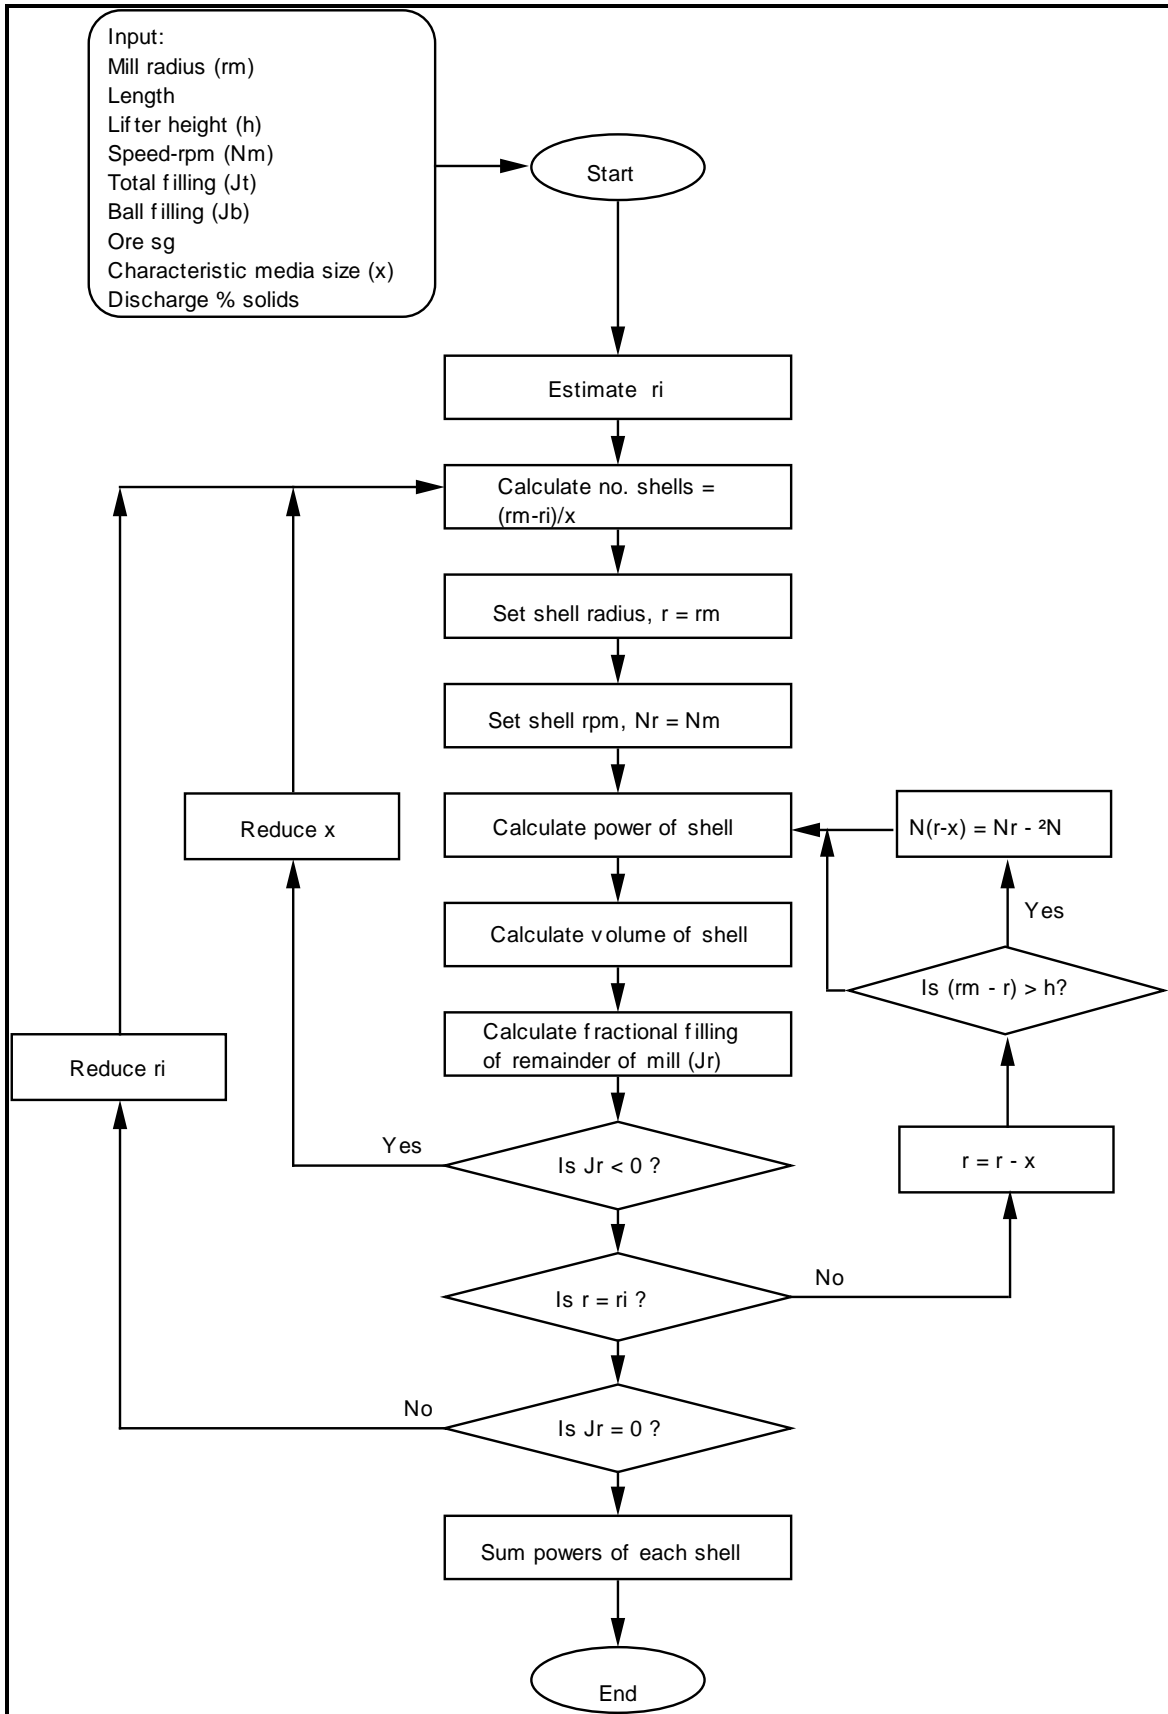 Input:
Mill radius (rm)
Length
Lifter height (h)
Speed-rpm (Nm)
Total filling (Jt)
Ball filling (Jb)
Ore sg
Characteristic media size (x)
Discharge % solids
Start
Estimate ri
Calculate no. shells =
(rm-ri)/x
Set shell radius, r = rm
Set shell rpm, Nr = Nm
Reduce x
Calculate power of shell
N(r-x) = Nr - ²N
Yes
Calculate volume of shell
Is (rm - r) > h?
Calculate fractional filling
of remainder of mill (Jr)
Reduce ri
Yes
Is Jr < 0 ?
r = r - x
No
Is r = ri ?
No
Is Jr = 0 ?
Sum powers of each shell
End